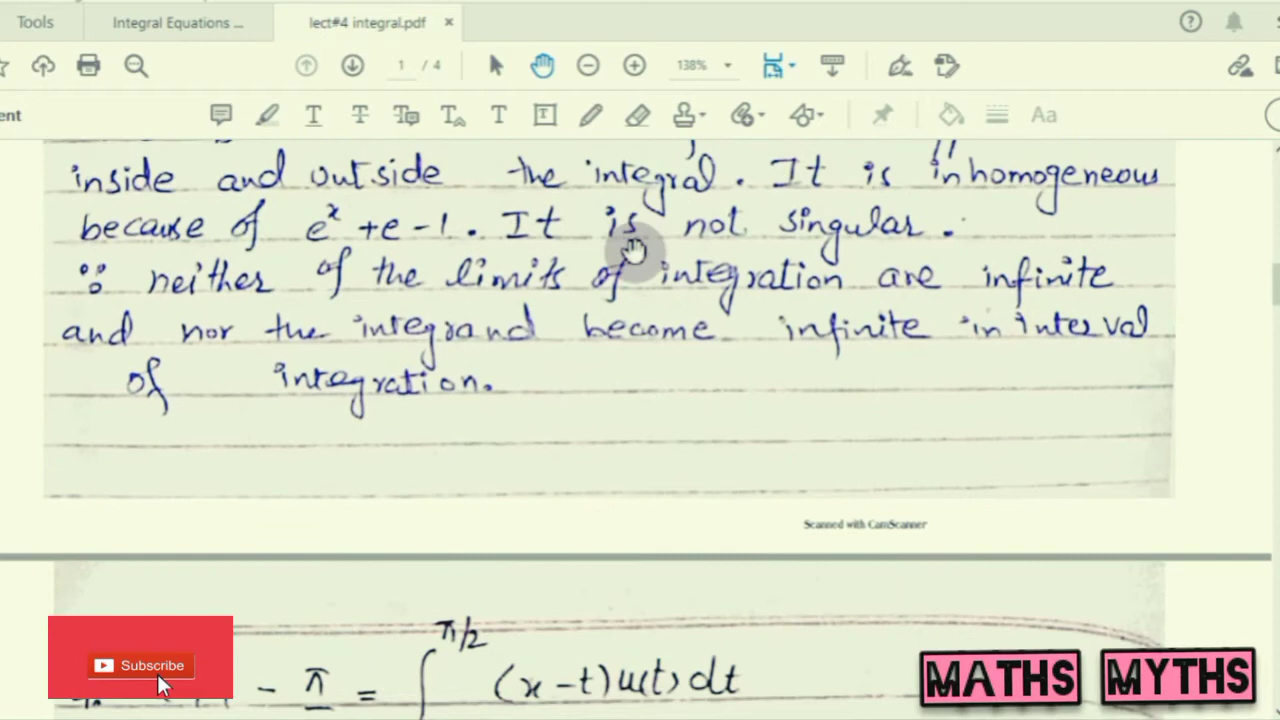 Tools Integral Equations ... lect#4 integral.pdf ×
1 / 4 138%
ent Aa
inside and outside the integral. It is inhomogeneous
because of e^x + e - 1. It is not singular.
∵ neither of the limits of integration are infinite
and nor the integrand become infinite in interval
of integration.
Scanned with CamScanner
- π = ∫ π/2 (x-t)u(t)dt
Subscribe
MATHS MYTHS